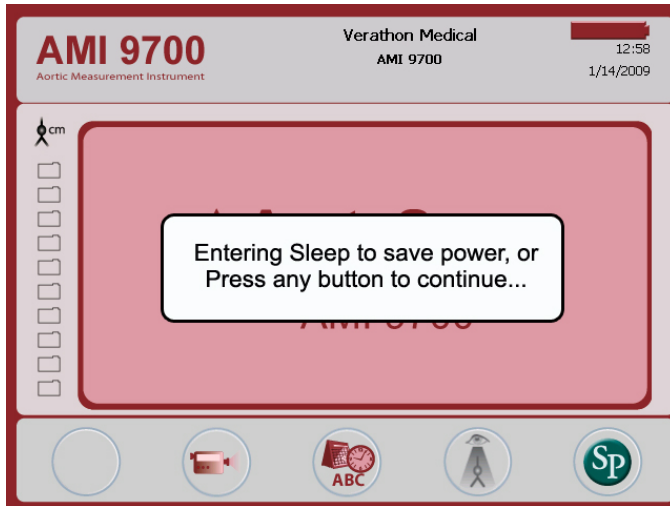 AMI 9700
Aortic Measurement Instrument
Verathon Medical
AMI 9700
12:58
1/14/2009
cm
Entering Sleep to save power, or
Press any button to continue...
ABC
SP